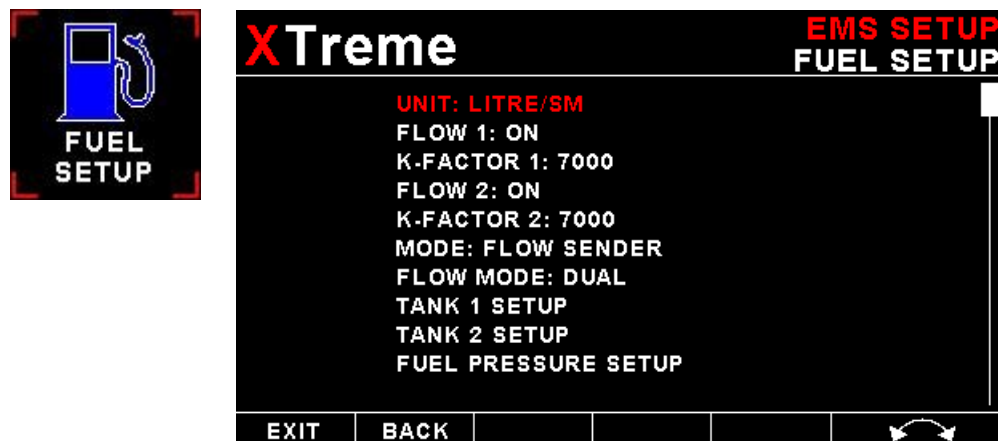 FUEL
SETUP
XTreme
EMS SETUP
FUEL SETUP
UNIT: LITRE/SM
FLOW 1: ON
K-FACTOR 1: 7000
FLOW 2: ON
K-FACTOR 2: 7000
MODE: FLOW SENDER
FLOW MODE: DUAL
TANK 1 SETUP
TANK 2 SETUP
FUEL PRESSURE SETUP
EXIT BACK